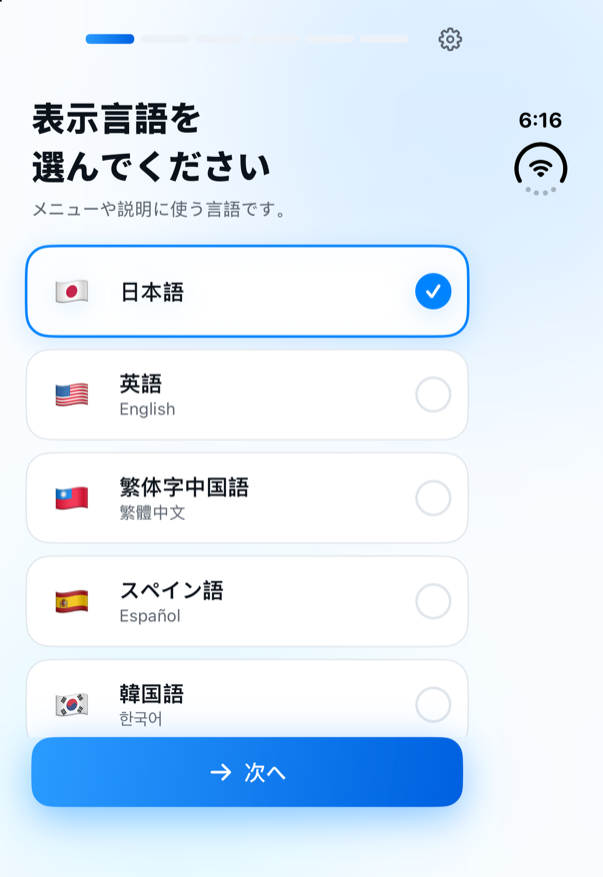 表示言語を
選んでください
メニューや説明に使う言語です。
6:16
日本語
英語
English
繁体字中国語
繁體中文
スペイン語
Español
韓国語
한국어
→ 次へ